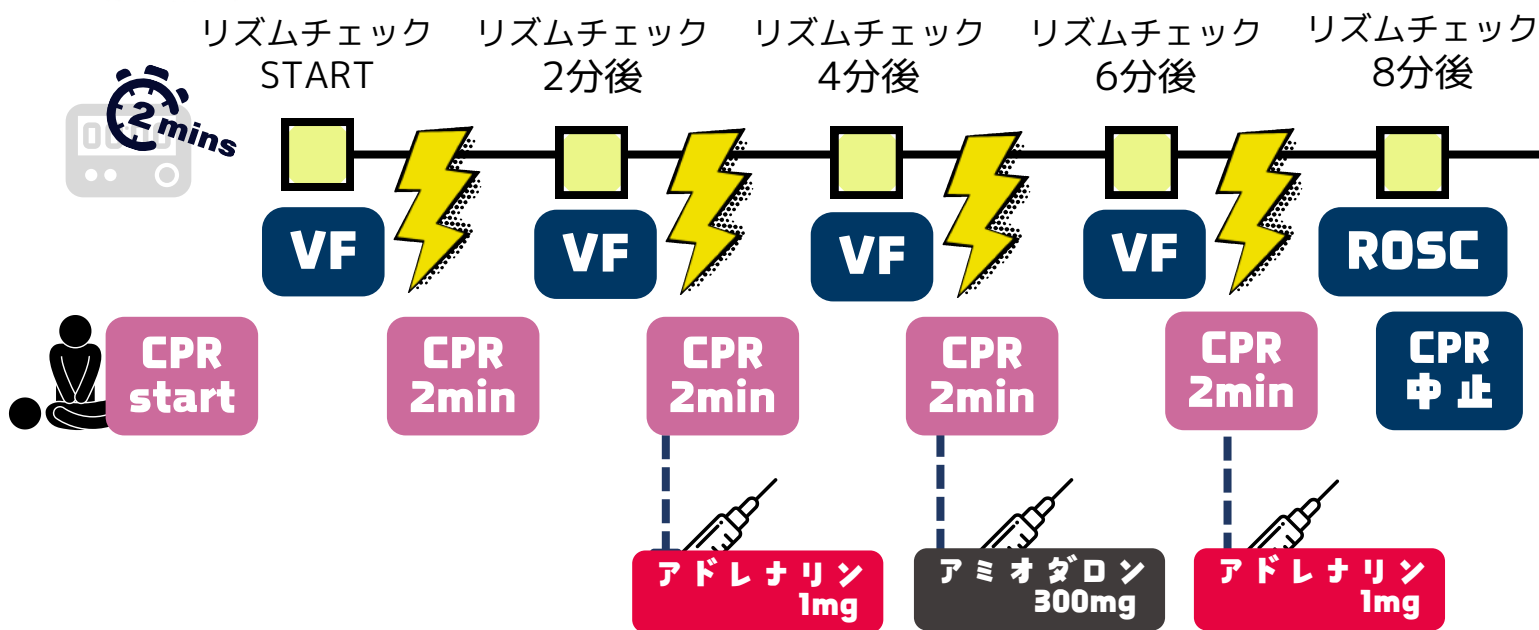 リズムチェック
START
リズムチェック
2分後
リズムチェック
4分後
リズムチェック
6分後
リズムチェック
8分後
2 mins
VF
VF
VF
VF
ROSC
CPR
start
CPR
2min
CPR
2min
CPR
2min
CPR
2min
CPR
中止
アドレナリン
1mg
アミオダロン
300mg
アドレナリン
1mg